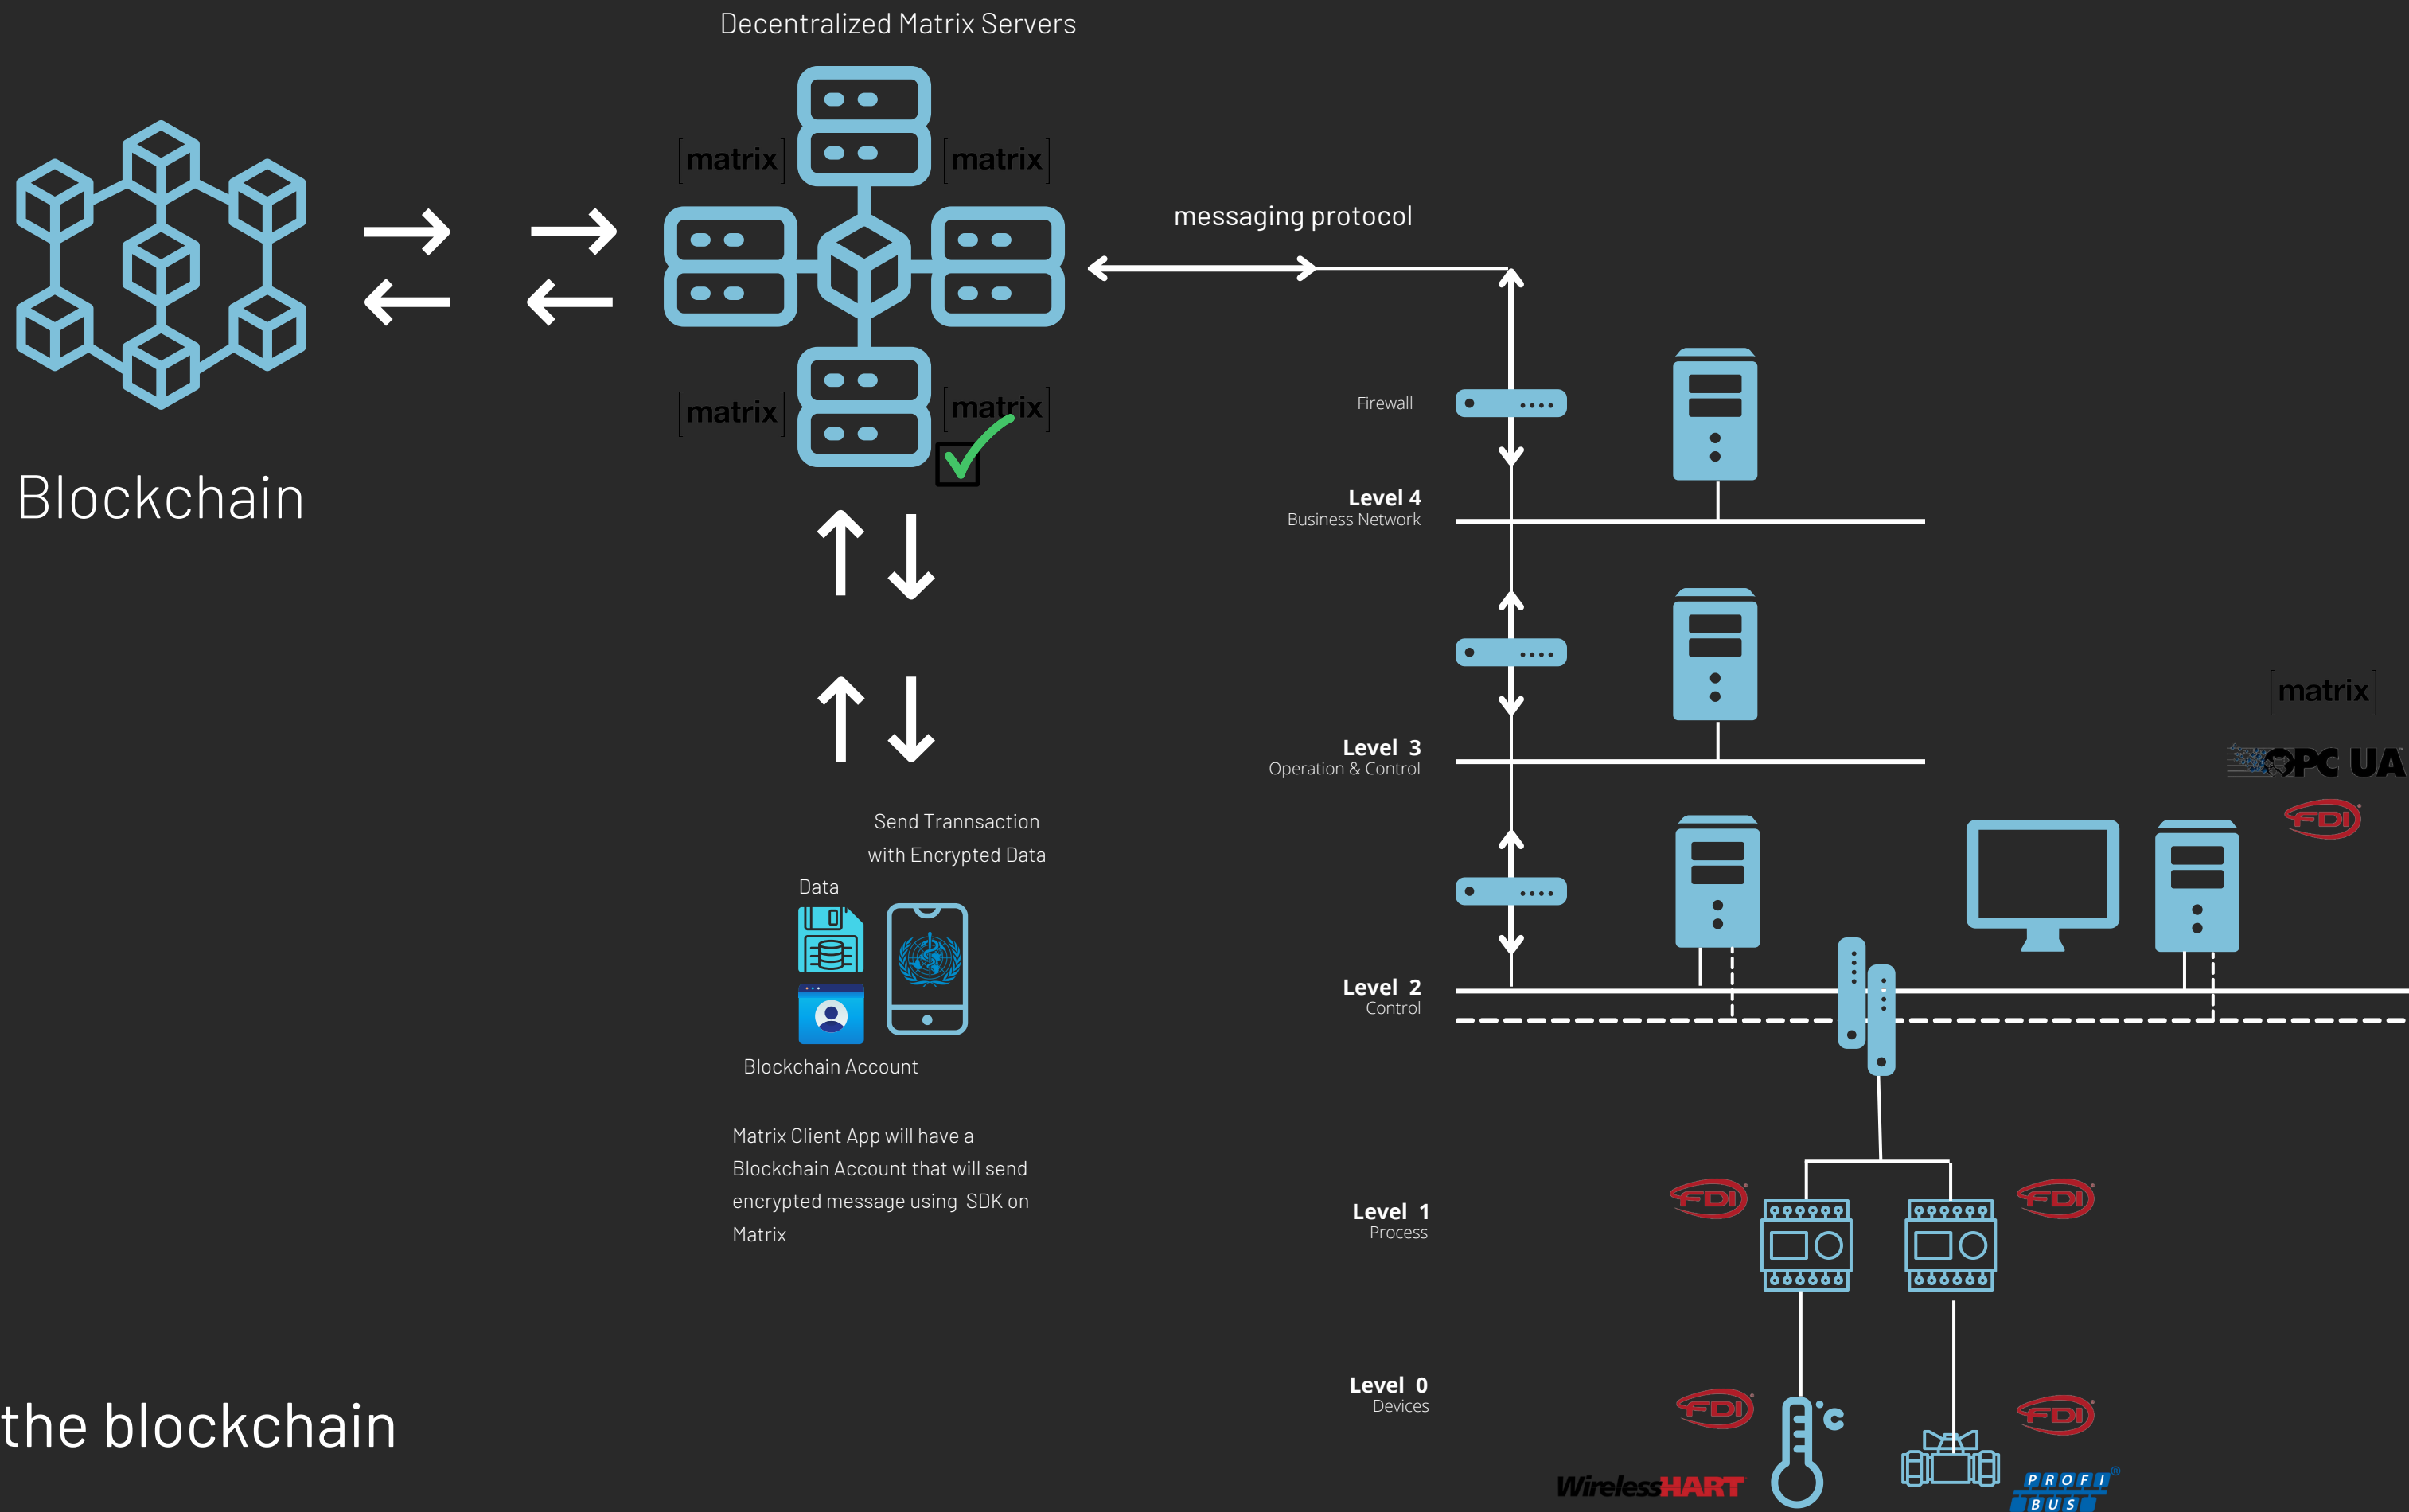 Decentralized Matrix Servers
[matrix]
[matrix]
messaging protocol
[matrix]
[matrix]
Firewall
Blockchain
Level 4
Business Network
[matrix]
Level 3
Operation & Control
OPC UA
FDI
Send Trannsaction
with Encrypted Data
Data
Level 2
Control
Blockchain Account
Matrix Client App will have a
Blockchain Account that will send
encrypted message using SDK on
Matrix
FDI
FDI
Level 1
Process
Level 0
Devices
FDI
FDI
°C
the blockchain
WirelessHART
PROFI
BUS